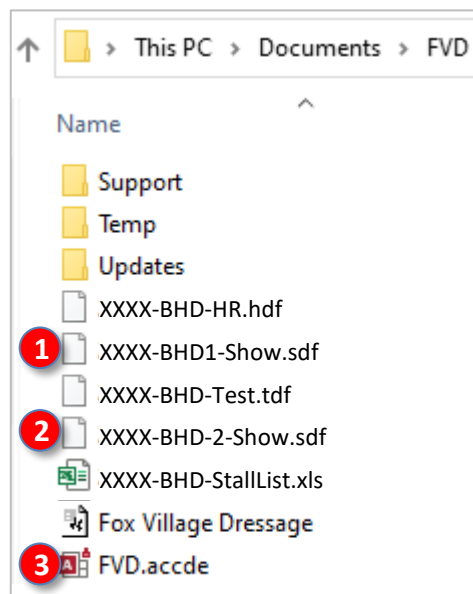 This PC > Documents > FVD
Name
Support
Temp
Updates
XXXX-BHD-HR.hdf
1 XXXX-BHD1-Show.sdf
XXXX-BHD-Test.tdf
2 XXXX-BHD-2-Show.sdf
XXXX-BHD-StallList.xls
Fox Village Dressage
3 FVD.accde